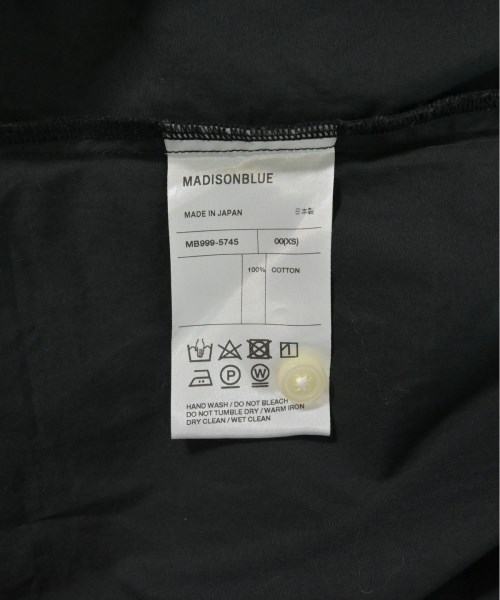 MADISONBLUE
MADE IN JAPAN 日本製
MB999-5745 00(XS)
100% COTTON
P W
HAND WASH / DO NOT BLEACH
DO NOT TUMBLE DRY / WARM IRON
DRY CLEAN / WET CLEAN